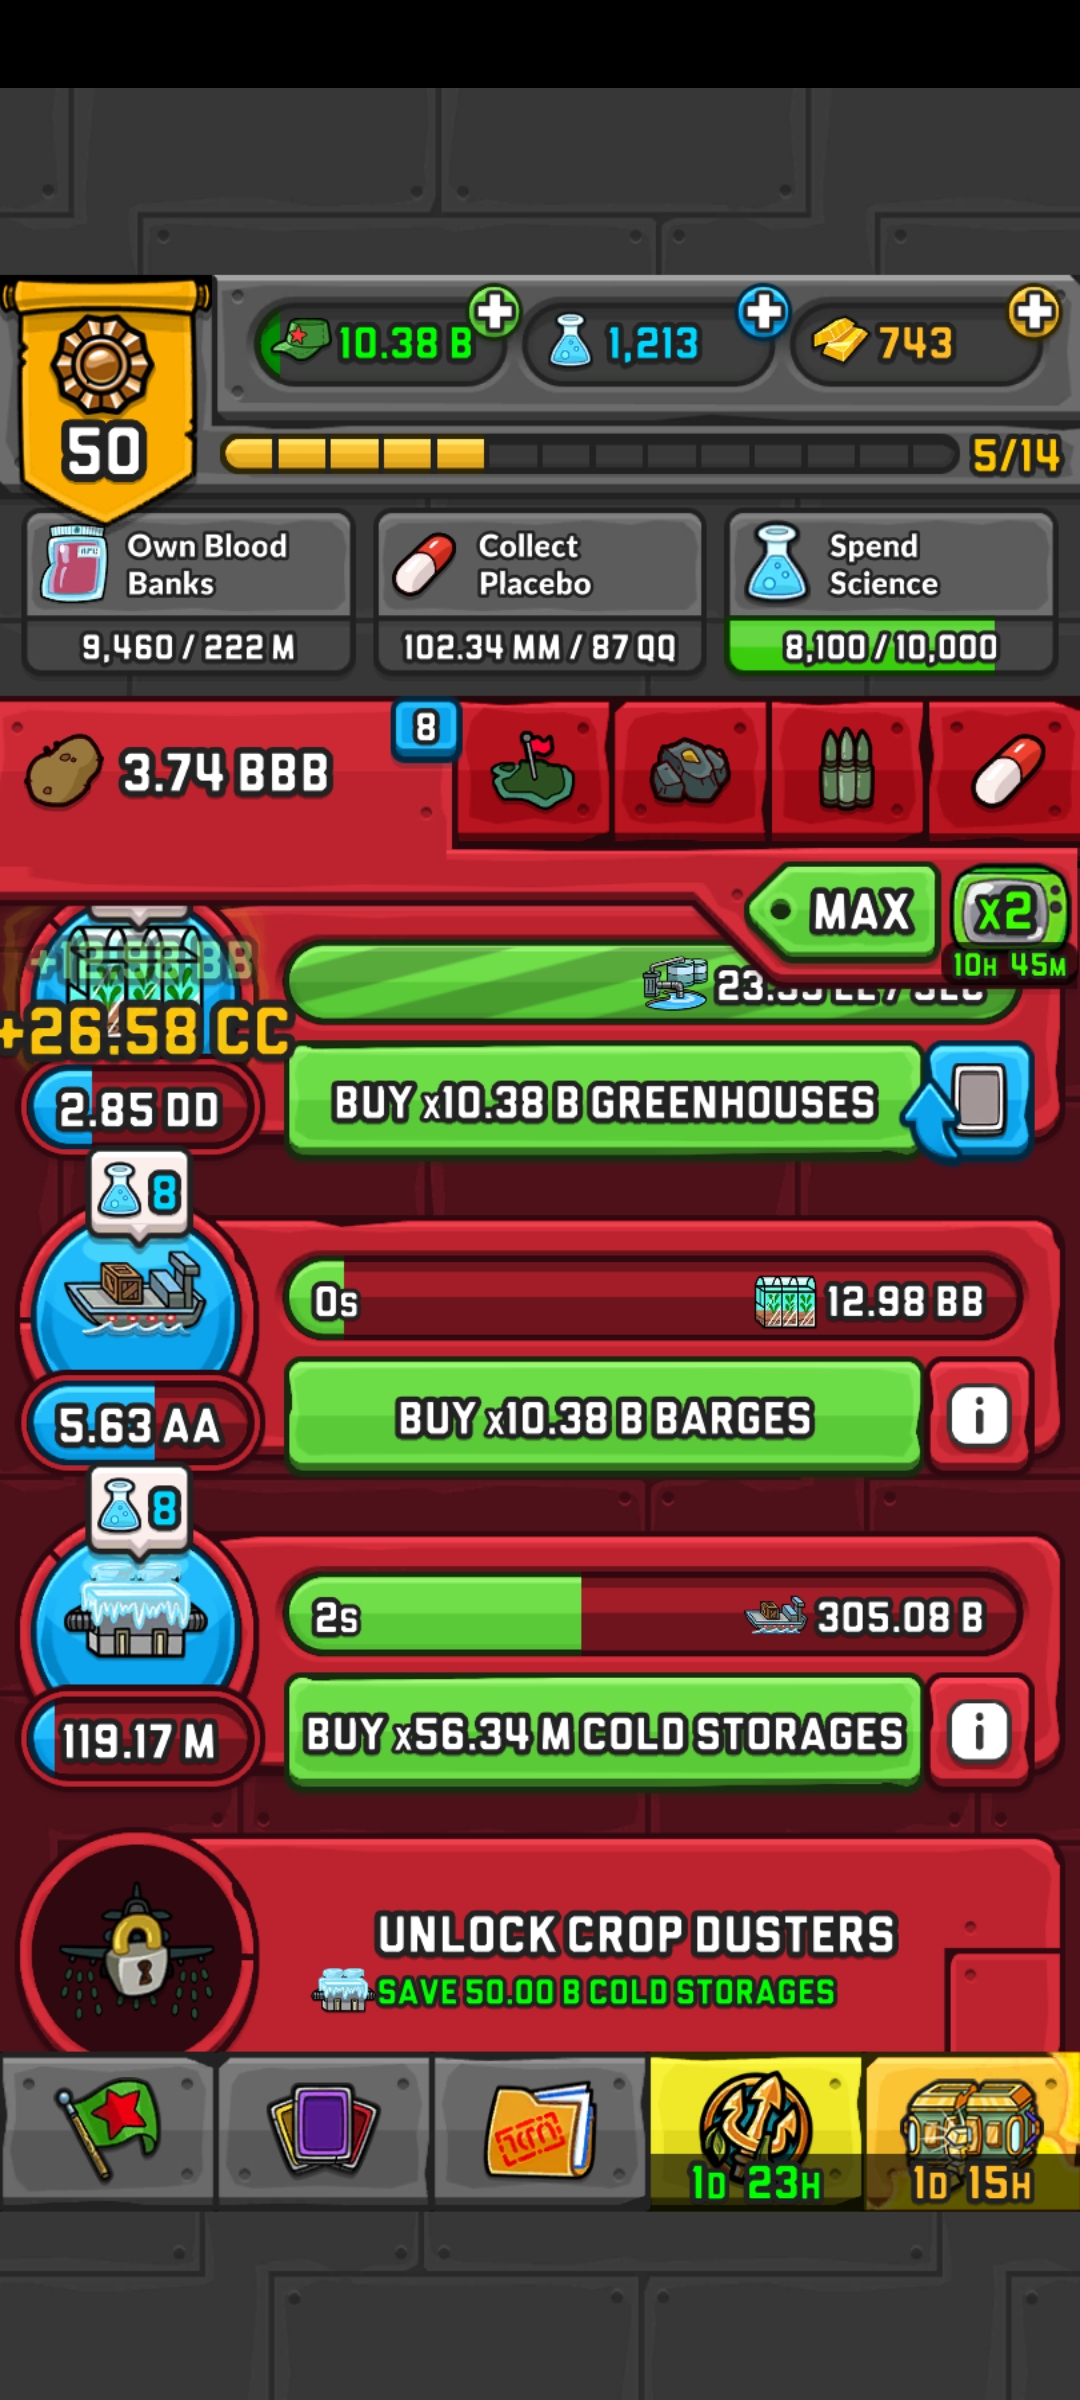 10.38 B
1,213
743
50
5/14
Own Blood
Banks
9,460 / 222 M
Collect
Placebo
102.34 MM / 87 QQ
Spend
Science
8,100 / 10,000
3.74 BBB
8
MAX
x2
10H 45M
+12.98 BB
+26.58 CC
2.85 DD
BUY x10.38 B GREENHOUSES
8
0s
12.98 BB
5.63 AA
BUY x10.38 B BARGES
i
8
2s
305.08 B
119.17 M
BUY x56.34 M COLD STORAGES
i
UNLOCK CROP DUSTERS
SAVE 50.00 B COLD STORAGES
1D 23H
1D 15H